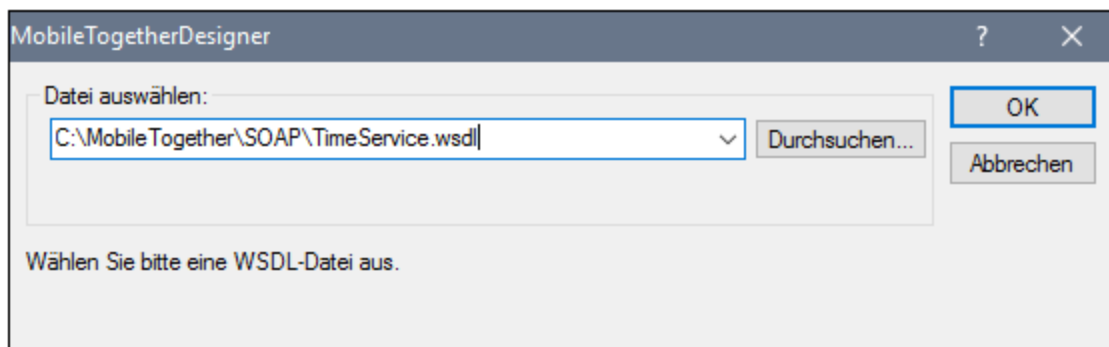 MobileTogetherDesigner
Datei auswählen:
C:\MobileTogether\SOAP\TimeService.wsdl
Durchsuchen...
OK
Abbrechen
Wählen Sie bitte eine WSDL-Datei aus.